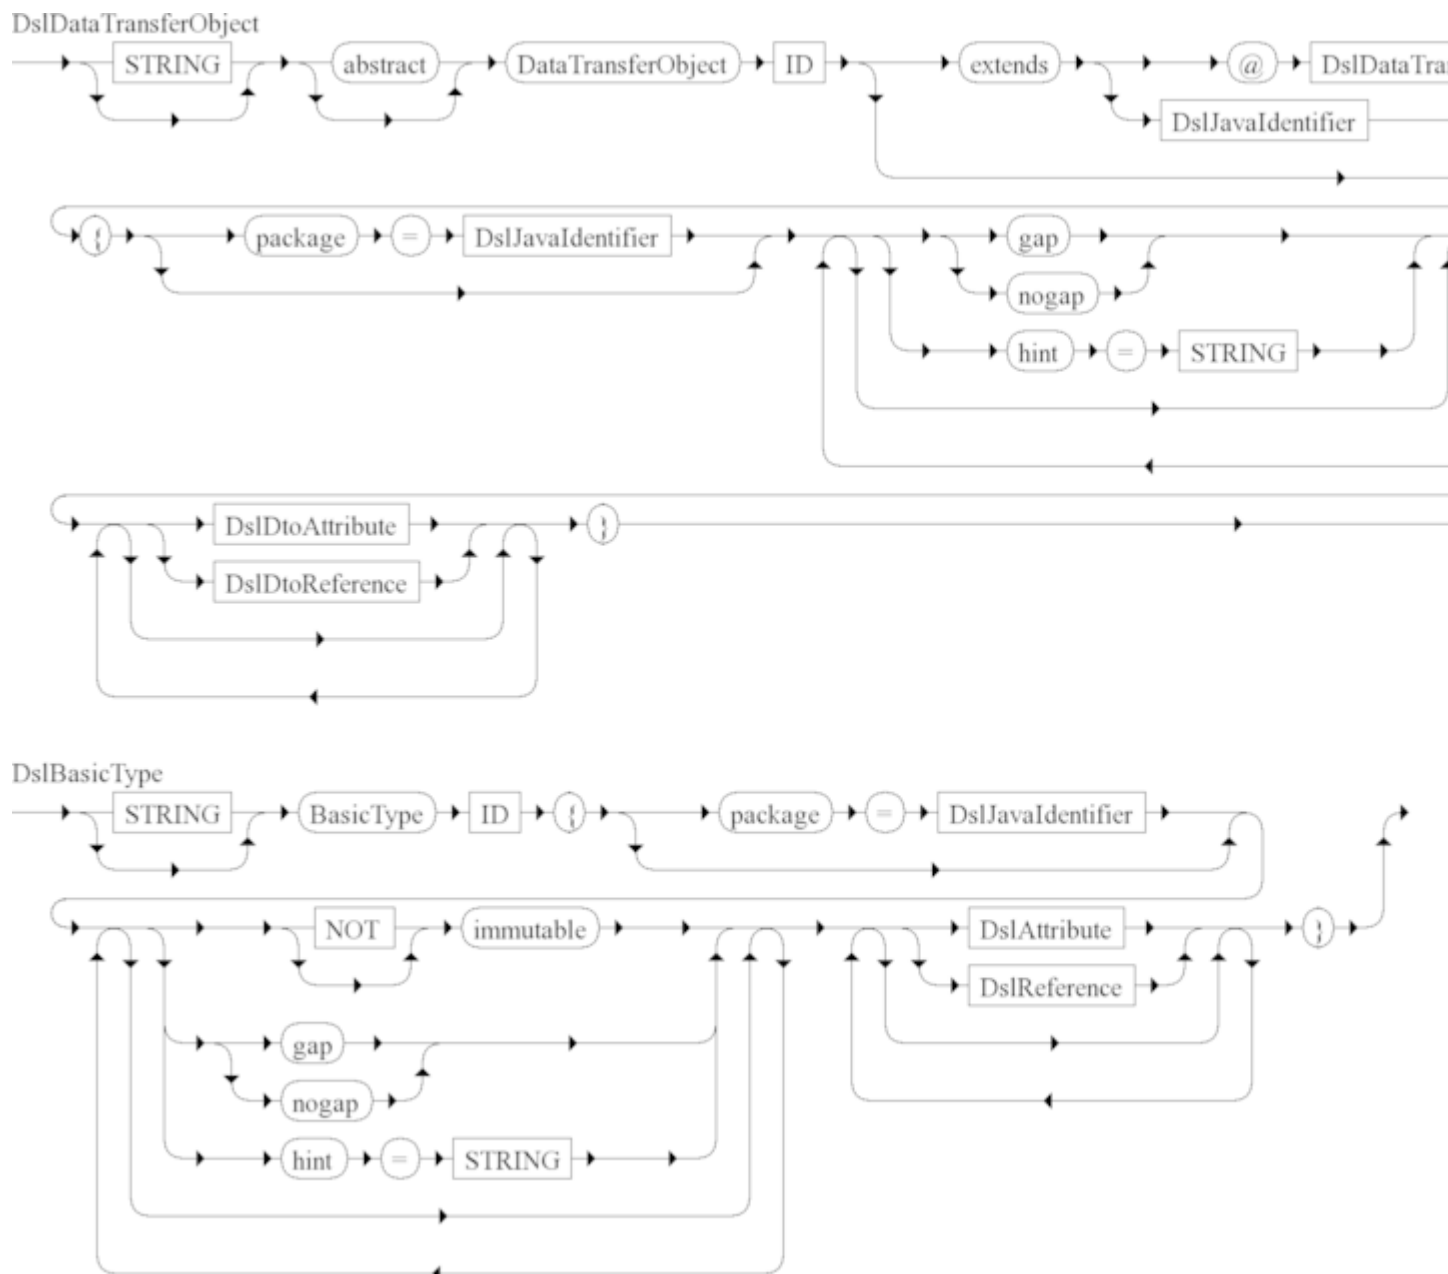 DslDataTransferObject
STRING abstract DataTransferObject ID extends @ DslDataTra
DslJavaIdentifier
{ package = DslJavaIdentifier gap
nogap
hint = STRING
DslDtoAttribute }
DslDtoReference
DslBasicType
STRING BasicType ID { package = DslJavaIdentifier
NOT immutable DslAttribute }
DslReference
gap
nogap
hint = STRING